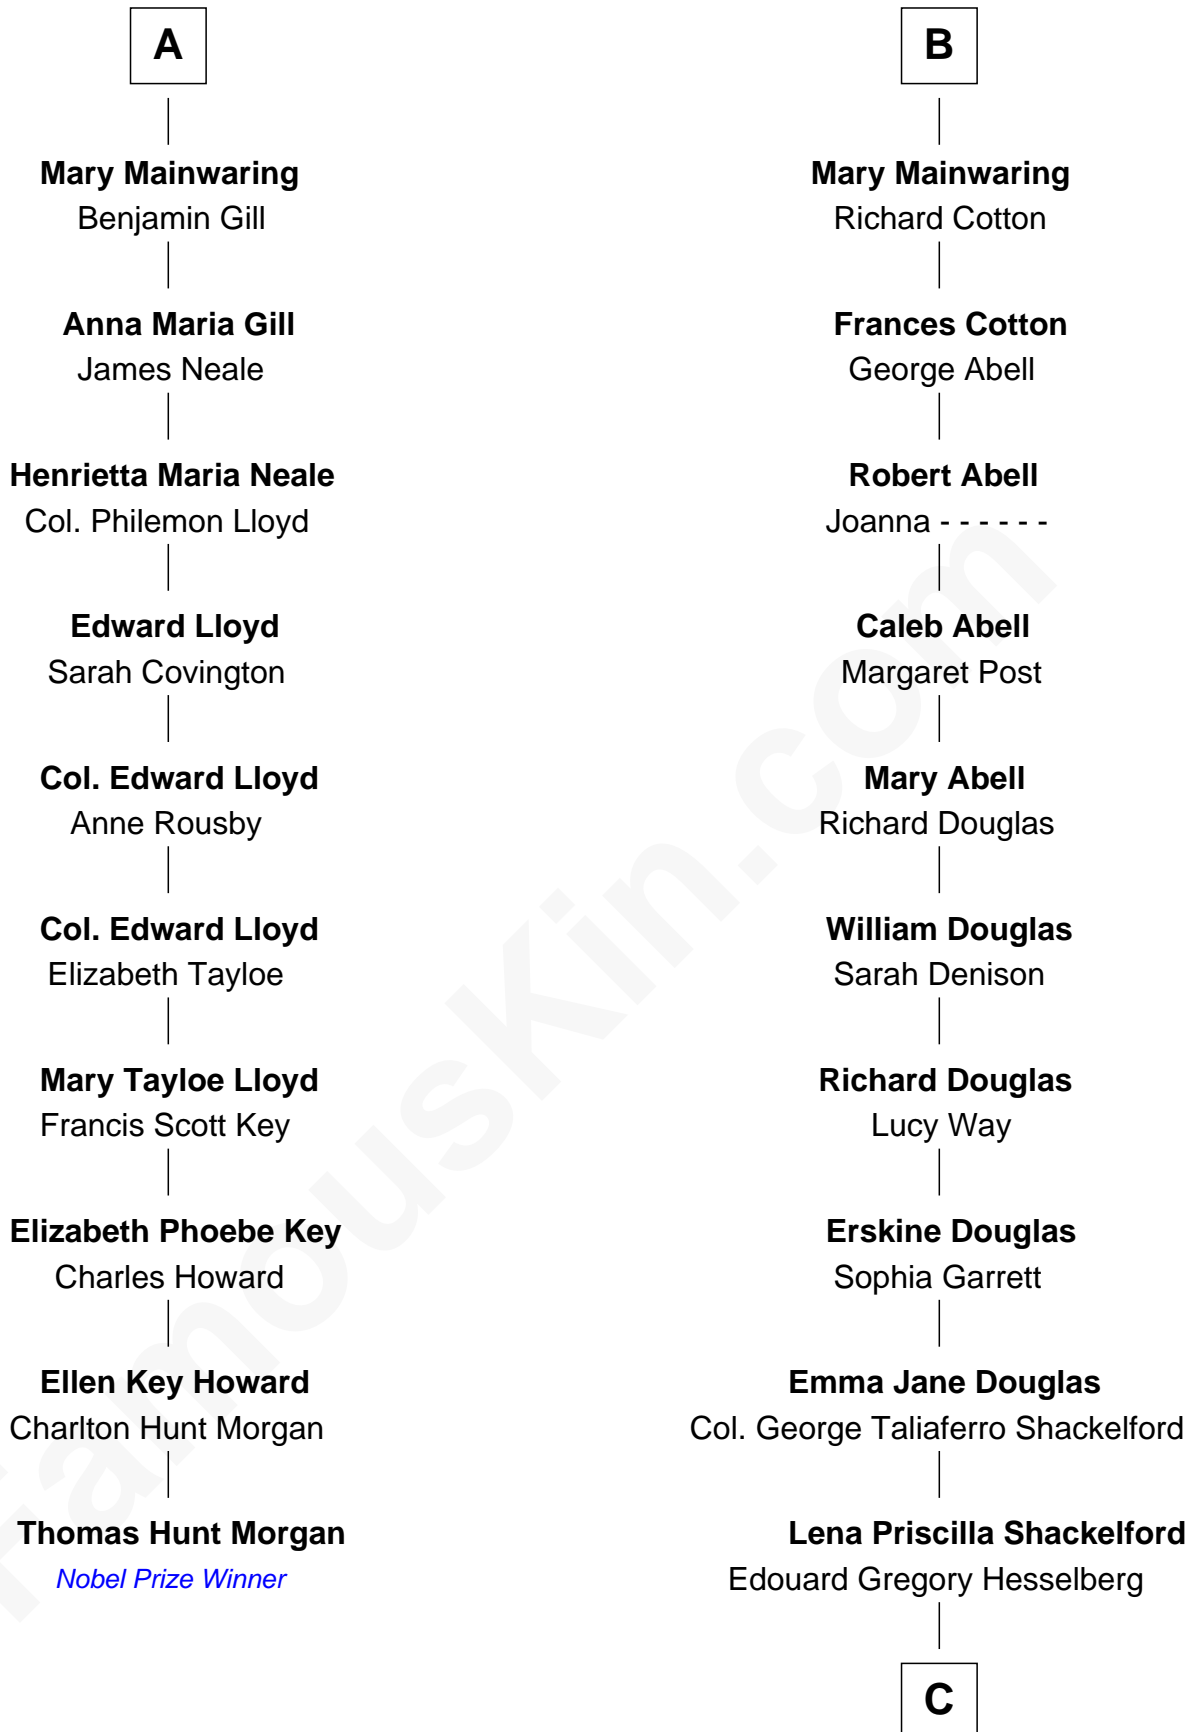 A
Mary Mainwaring
Benjamin Gill
Anna Maria Gill
James Neale
Henrietta Maria Neale
Col. Philemon Lloyd
Edward Lloyd
Sarah Covington
Col. Edward Lloyd
Anne Rousby
Col. Edward Lloyd
Elizabeth Tayloe
Mary Tayloe Lloyd
Francis Scott Key
Elizabeth Phoebe Key
Charles Howard
Ellen Key Howard
Charlton Hunt Morgan
Thomas Hunt Morgan
Nobel Prize Winner
B
Mary Mainwaring
Richard Cotton
Frances Cotton
George Abell
Robert Abell
Joanna - - - - - -
Caleb Abell
Margaret Post
Mary Abell
Richard Douglas
William Douglas
Sarah Denison
Richard Douglas
Lucy Way
Erskine Douglas
Sophia Garrett
Emma Jane Douglas
Col. George Taliaferro Shackelford
Lena Priscilla Shackelford
Edouard Gregory Hesselberg
C
FamousKin.com